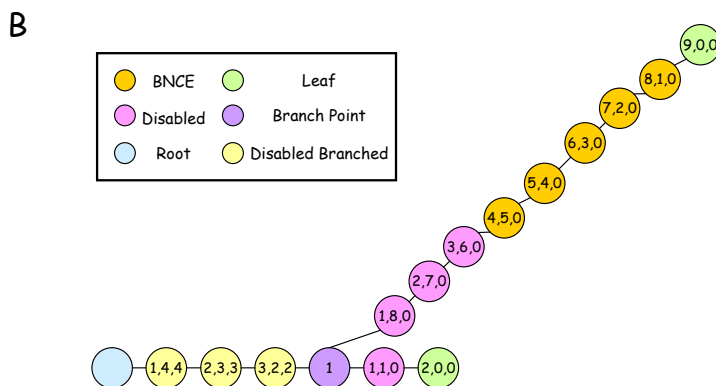 B
9,0,0
BNCE Leaf
8,1,0
Disabled Branch Point
7,2,0
Root Disabled Branched
6,3,0
5,4,0
4,5,0
3,6,0
2,7,0
1,8,0
1,4,4 2,3,3 3,2,2 1 1,1,0 2,0,0